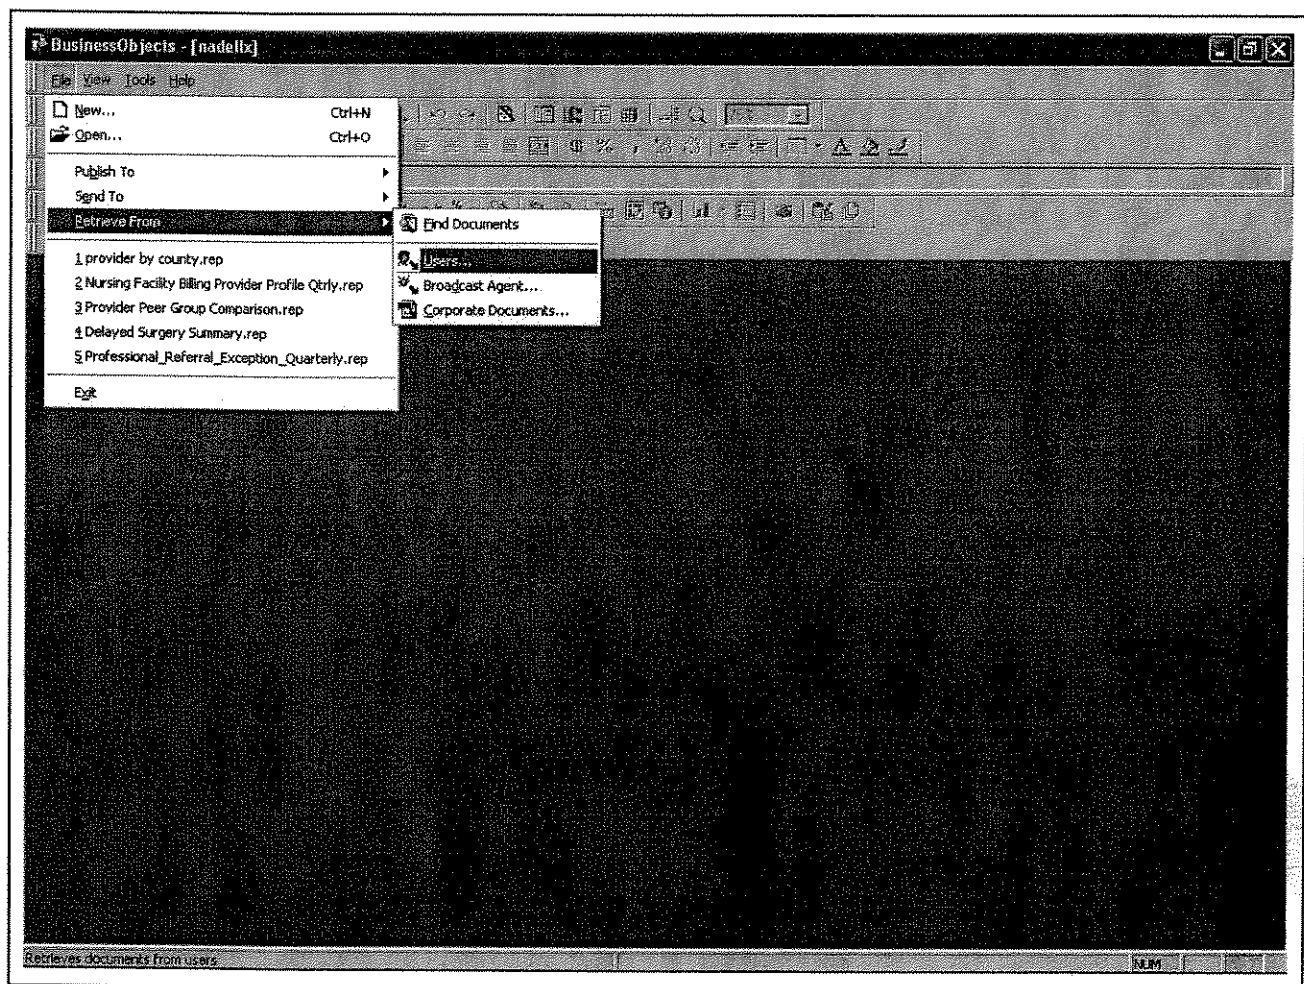 BusinessObjects - [nadellx]
File View Tools Help
New... Ctrl+N
Open... Ctrl+O
Publish To
Send To
Retrieve From
Find Documents
Users...
Broadcast Agent...
Corporate Documents...
1 provider by county.rep
2 Nursing Facility Billing Provider Profile Qtrly.rep
3 Provider Peer Group Comparison.rep
4 Delayed Surgery Summary.rep
5 Professional_Referral_Exception_Quarterly.rep
Exit
Retrieves documents from users
NUM